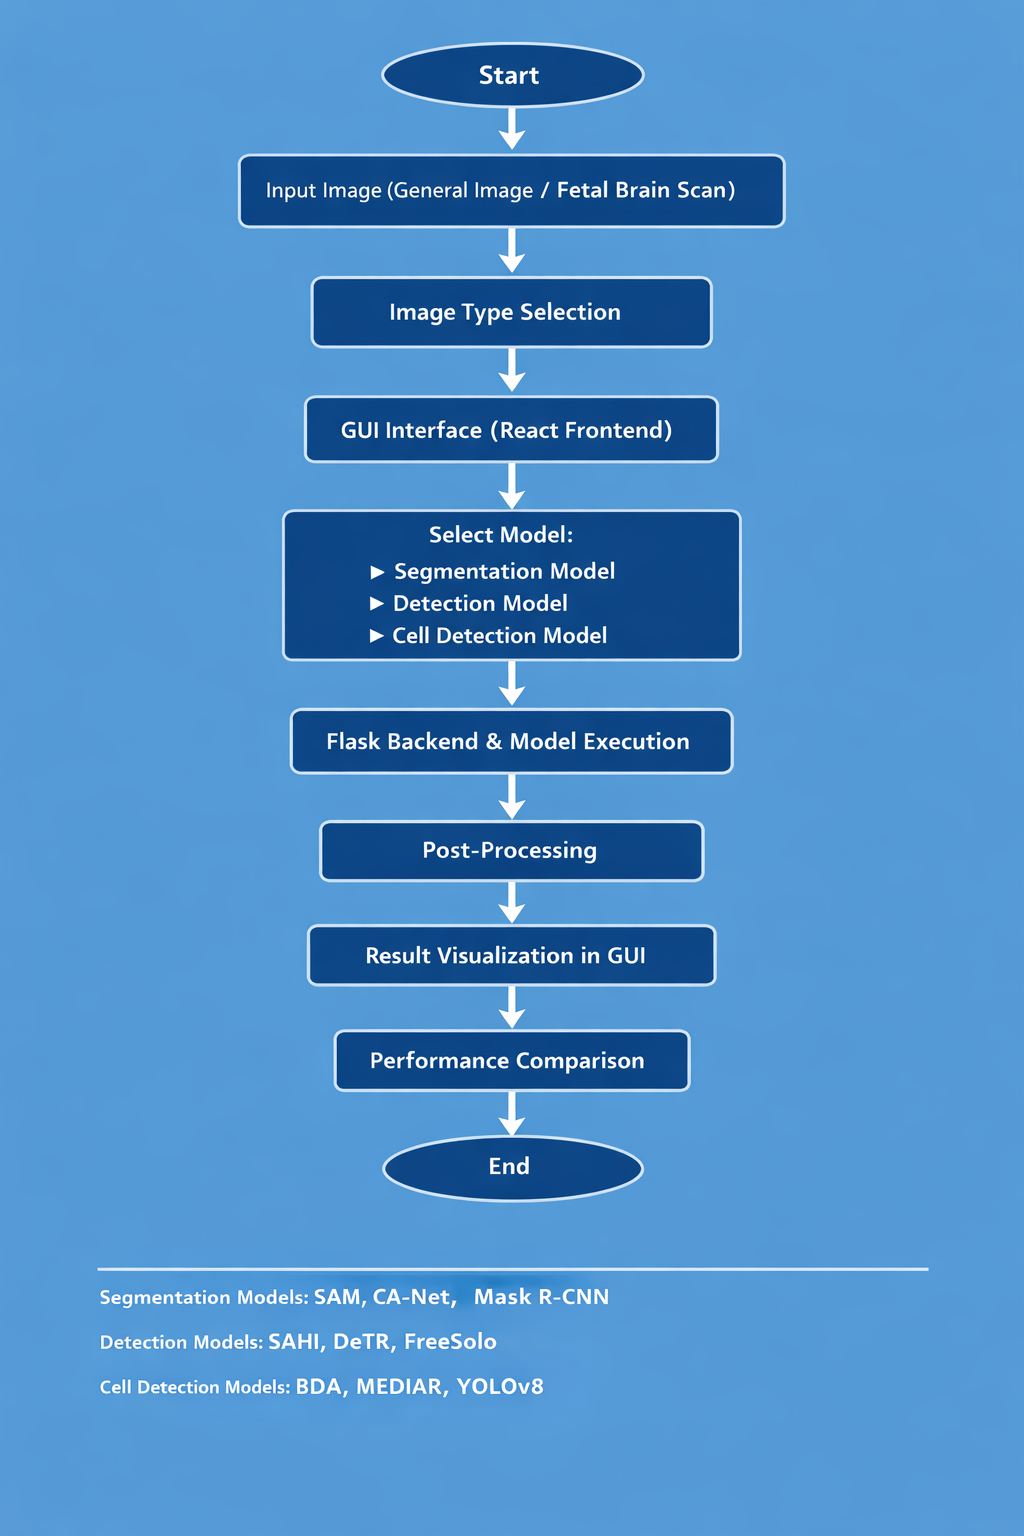 Start
Input Image (General Image / Fetal Brain Scan)
Image Type Selection
GUI Interface (React Frontend)
Select Model:
► Segmentation Model
► Detection Model
► Cell Detection Model
Flask Backend & Model Execution
Post-Processing
Result Visualization in GUI
Performance Comparison
End
Segmentation Models: SAM, CA-Net, Mask R-CNN
Detection Models: SAHI, DeTR, FreeSolo
Cell Detection Models: BDA, MEDIAR, YOLOv8